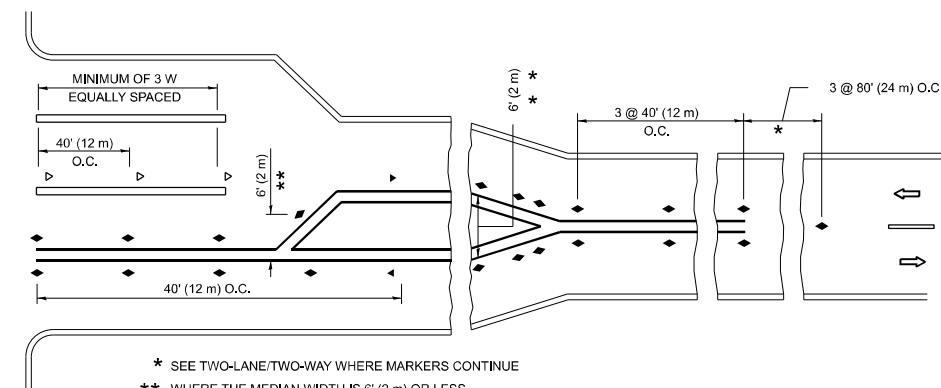 MINIMUM OF 3 W
EQUALLY SPACED
40' (12 m)
O.C.
6' (2 m)
**
40' (12 m) O.C.
6' (2 m) *
*
3 @ 40' (12 m)
O.C.
3 @ 80' (24 m) O.C
*
* SEE TWO-LANE/TWO-WAY WHERE MARKERS CONTINUE
** WHERE THE MEDIAN WIDTH IS 6' (2 m) OR LESS